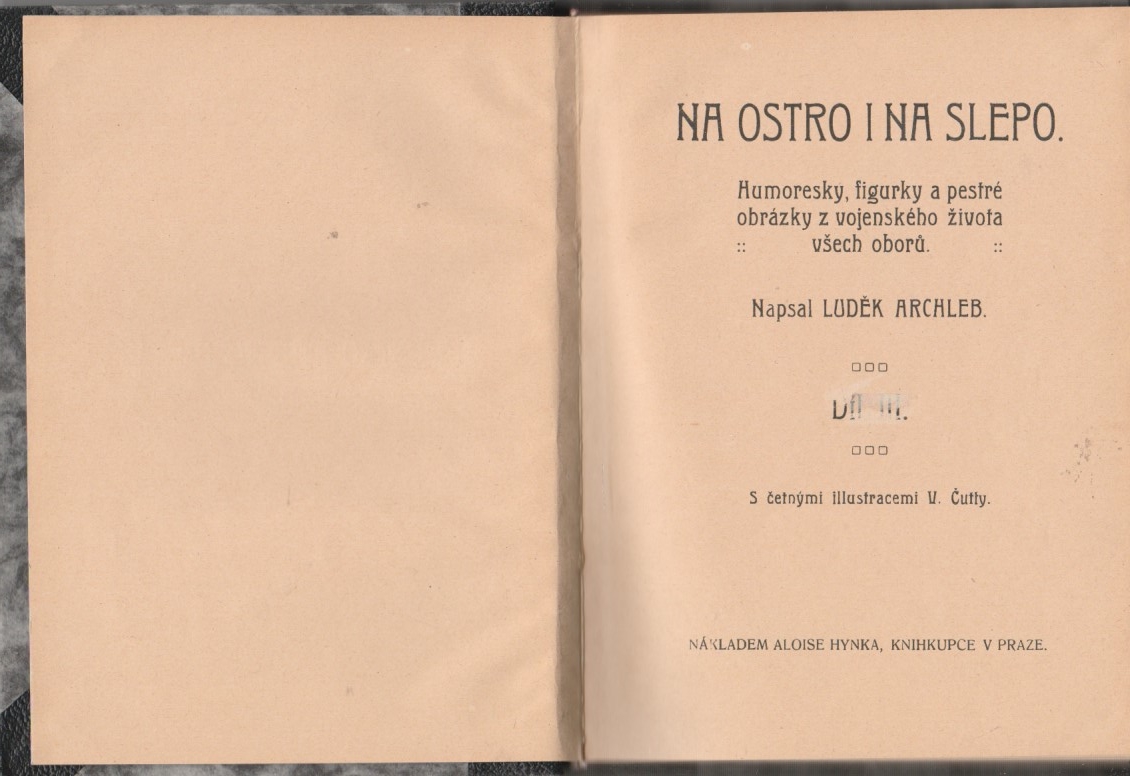 NA OSTRO I NA SLEPO.
Humoresky, figurky a pestré
obrázky z vojenského života
:: všech oborů. ::
Napsal LUDĚK ARCHLEB.
S četnými illustracemi V. Čutty.
NÁKLADEM ALOISE HYNKA, KNIHKUPCE V PRAZE.